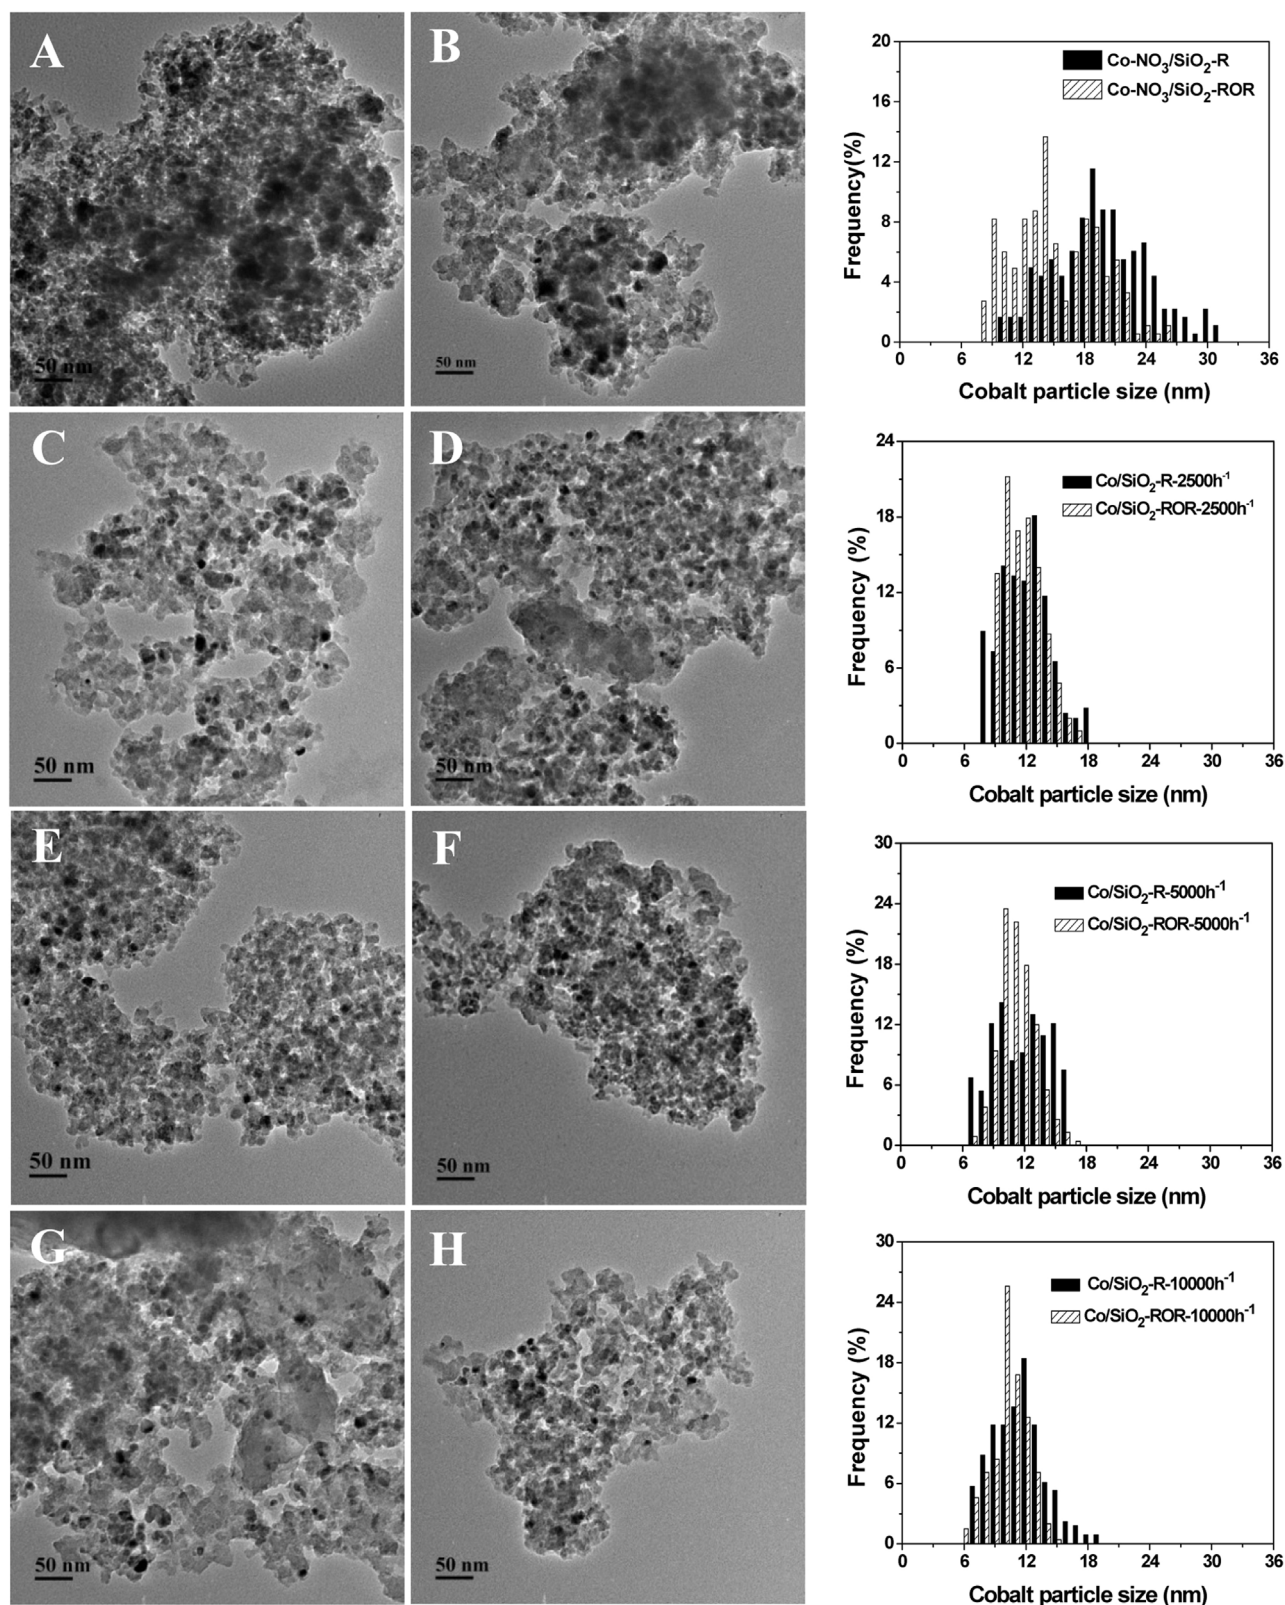 A
50 nm
B
50 nm
20
16
12
8
4
0
Frequency(%)
Co-NO₃/SiO₂-R
Co-NO₃/SiO₂-ROR
0 6 12 18 24 30 36
Cobalt particle size (nm)
C
50 nm
D
50 nm
24
18
12
6
0
Frequency (%)
Co/SiO₂-R-2500h⁻¹
Co/SiO₂-ROR-2500h⁻¹
0 6 12 18 24 30 36
Cobalt particle size (nm)
E
50 nm
F
50 nm
30
24
18
12
6
0
Frequency (%)
Co/SiO₂-R-5000h⁻¹
Co/SiO₂-ROR-5000h⁻¹
0 6 12 18 24 30 36
Cobalt particle size (nm)
G
50 nm
H
50 nm
30
24
18
12
6
0
Frequency (%)
Co/SiO₂-R-10000h⁻¹
Co/SiO₂-ROR-10000h⁻¹
0 6 12 18 24 30 36
Cobalt particle size (nm)